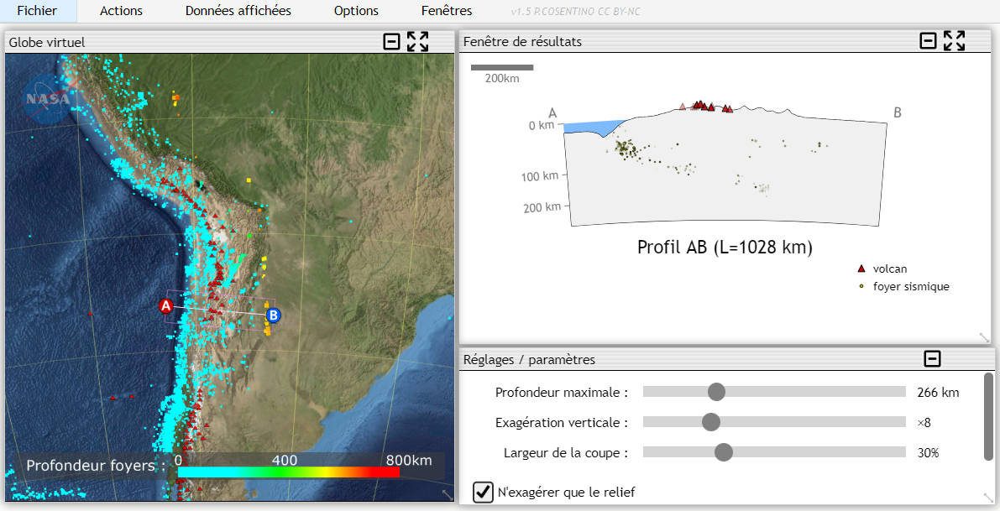 Fichier Actions Données affichées Options Fenêtres v1.5 P.COSENTINO CC BY-NC
Globe virtuel
NASA
A
B
Profondeur foyers :
0 400 800km
Fenêtre de résultats
200km
A B
0 km
100 km
200 km
Profil AB (L=1028 km)
volcan
foyer sismique
Réglages / paramètres
Profondeur maximale : 266 km
Exagération verticale : ×8
Largeur de la coupe : 30%
N'exagérer que le relief